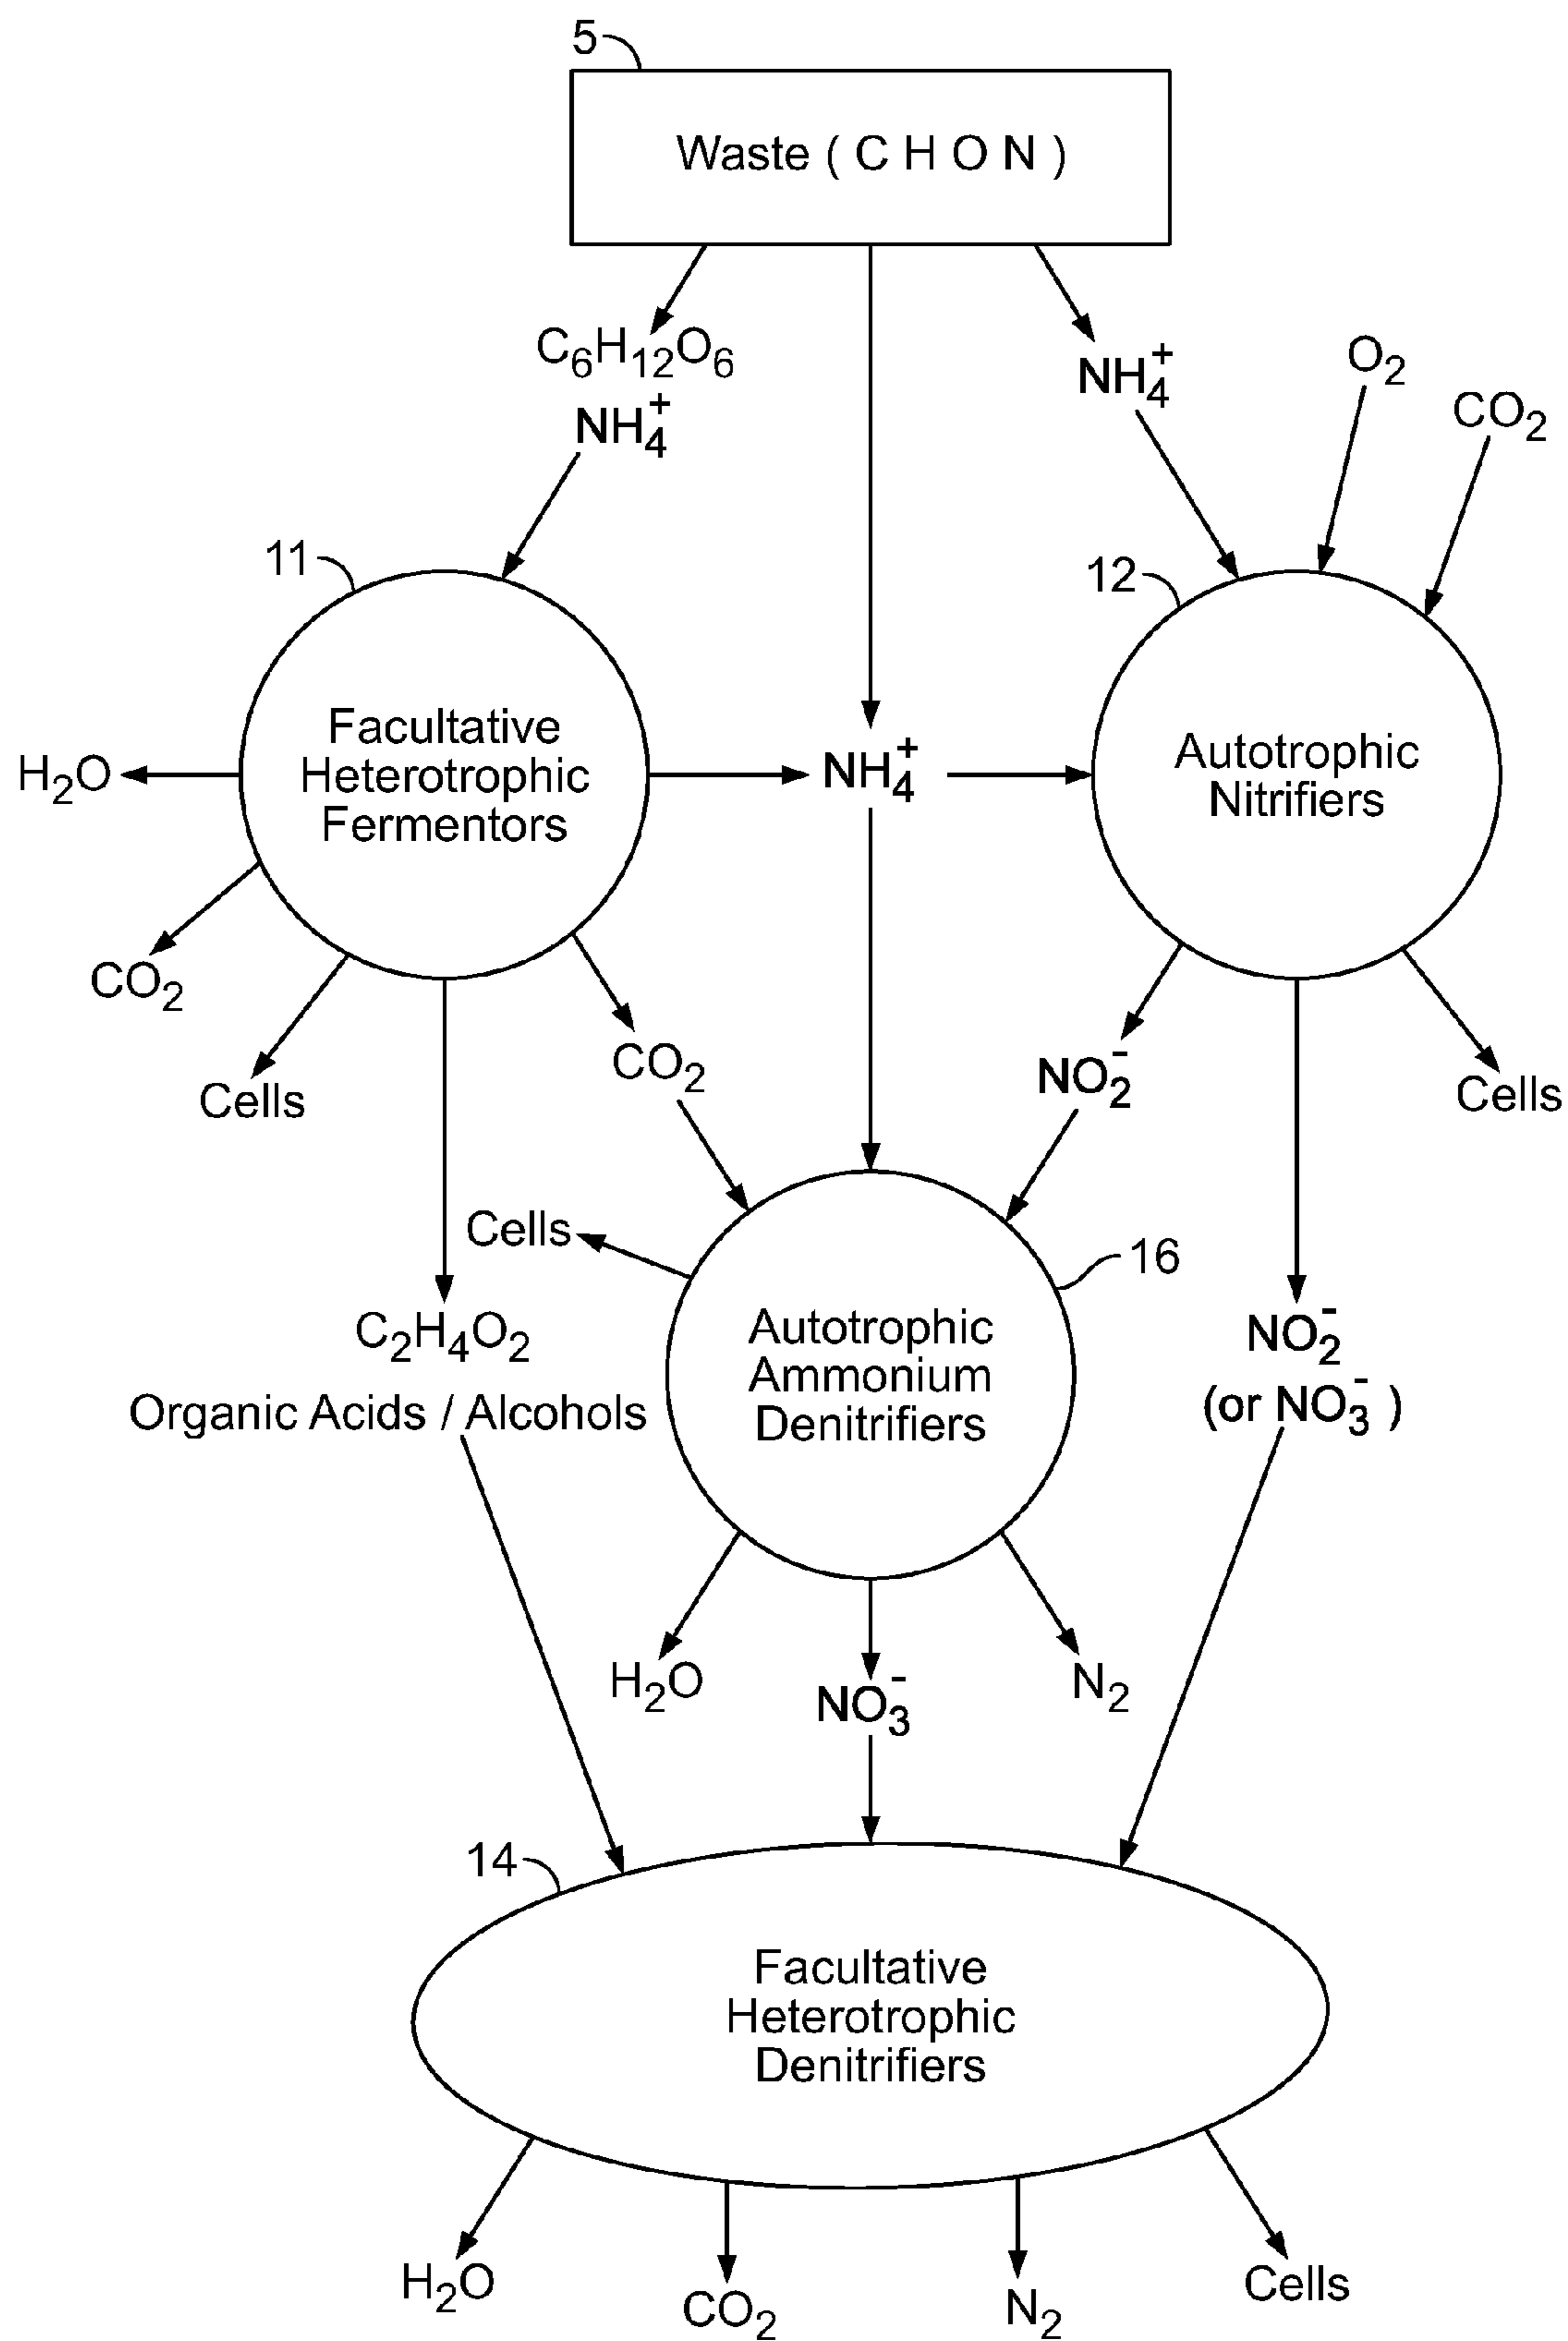 5
Waste ( C H O N )
C₆H₁₂O₆
NH₄⁺
NH₄⁺
O₂
CO₂
11
12
Facultative
Heterotrophic
Fermentors
H₂O
NH₄⁺
Autotrophic
Nitrifiers
CO₂
Cells
CO₂
NO₂⁻
Cells
Cells
16
C₂H₄O₂
Organic Acids / Alcohols
Autotrophic
Ammonium
Denitrifiers
NO₂⁻
(or NO₃⁻ )
H₂O
NO₃⁻
N₂
14
Facultative
Heterotrophic
Denitrifiers
H₂O
CO₂
N₂
Cells